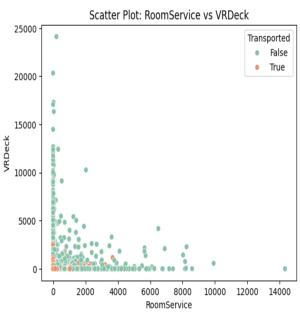 Scatter Plot: RoomService vs VRDeck
25000
20000
15000
10000
5000
0
VRDeck
Transported
False
True
0 2000 4000 6000 8000 10000 12000 14000
RoomService